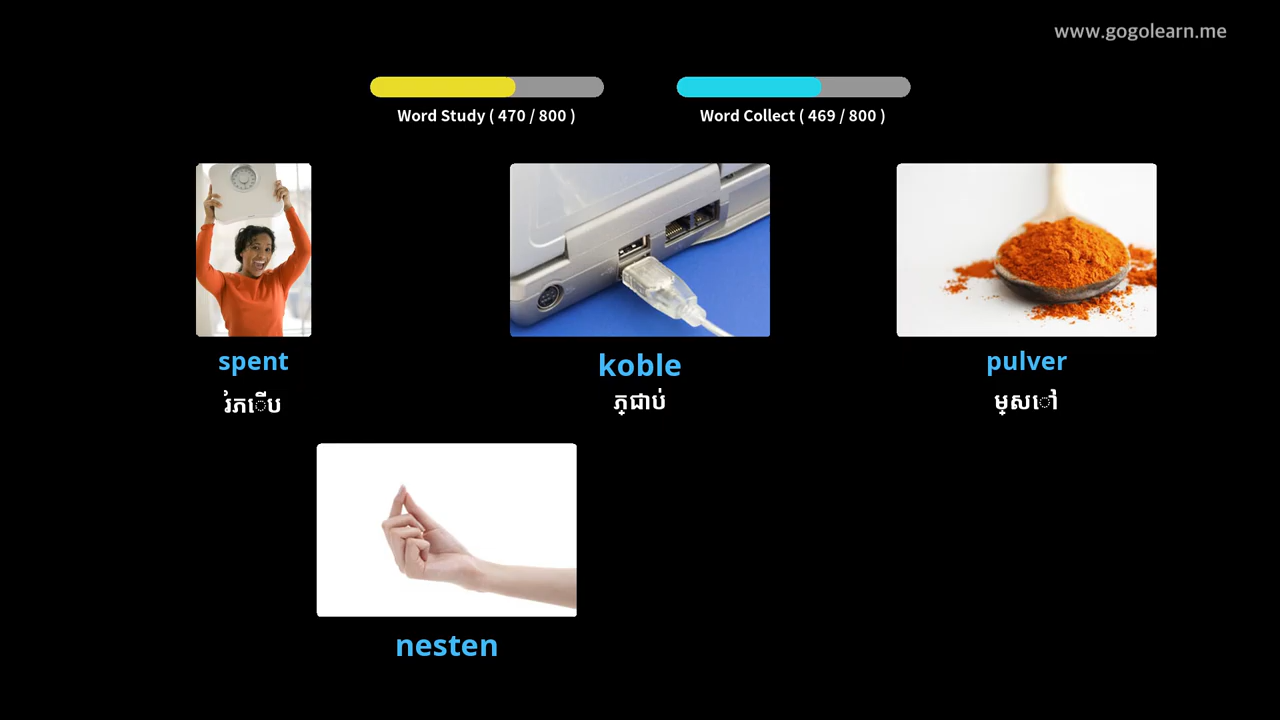 www.gogolearn.me
Word Study ( 470 / 800 )
Word Collect ( 469 / 800 )
spent
រំភើប
koble
ភ្ជាប់
pulver
ម្សៅ
nesten